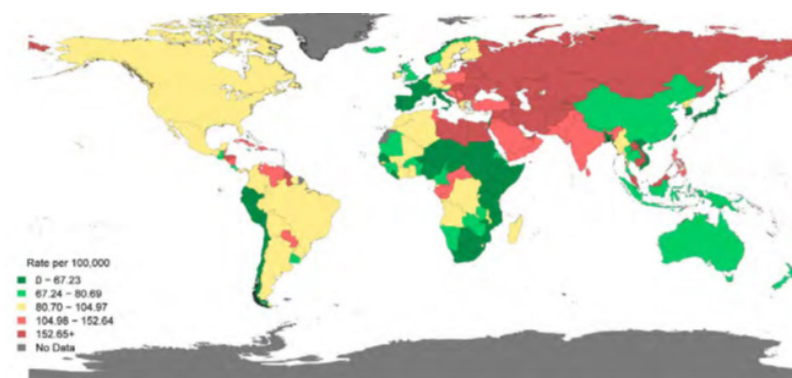 Rate per 100,000
0 – 67.23
67.24 – 80.69
80.70 – 104.97
104.98 – 152.64
152.65+
No Data